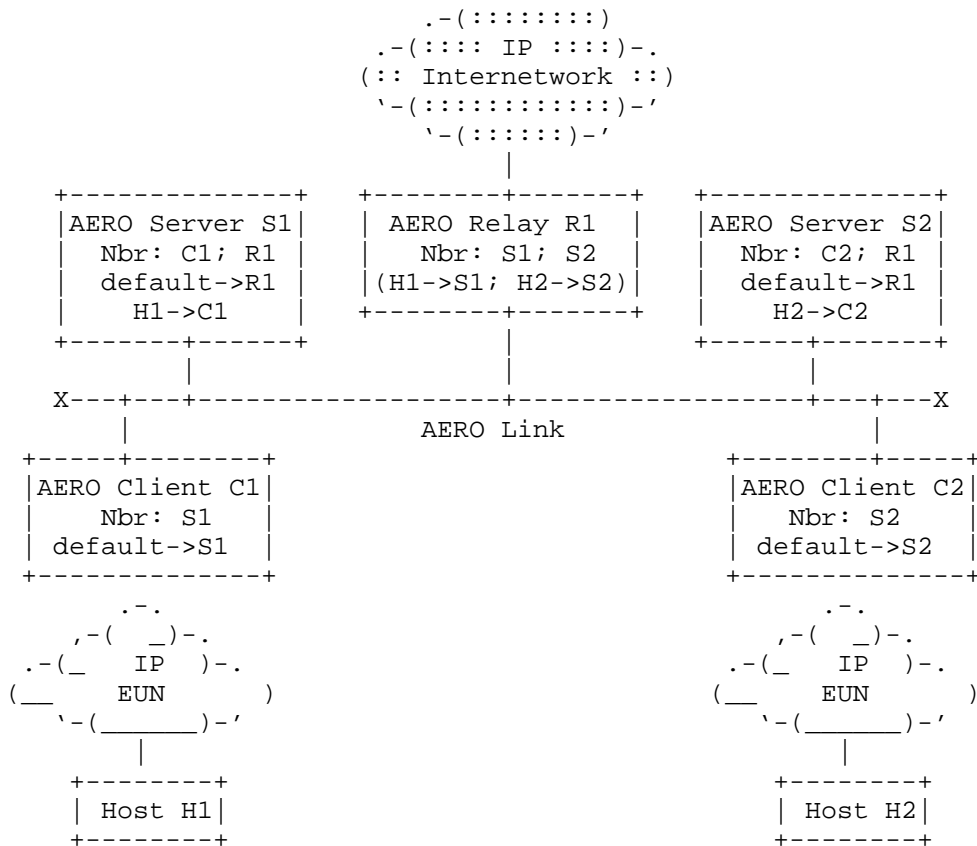 IP
Internetwork
AERO Server S1
Nbr: C1; R1
default->R1
H1->C1
AERO Relay R1
Nbr: S1; S2
(H1->S1; H2->S2)
AERO Server S2
Nbr: C2; R1
default->R1
H2->C2
X
X
AERO Link
AERO Client C1
Nbr: S1
default->S1
AERO Client C2
Nbr: S2
default->S2
IP
EUN
IP
EUN
Host H1
Host H2